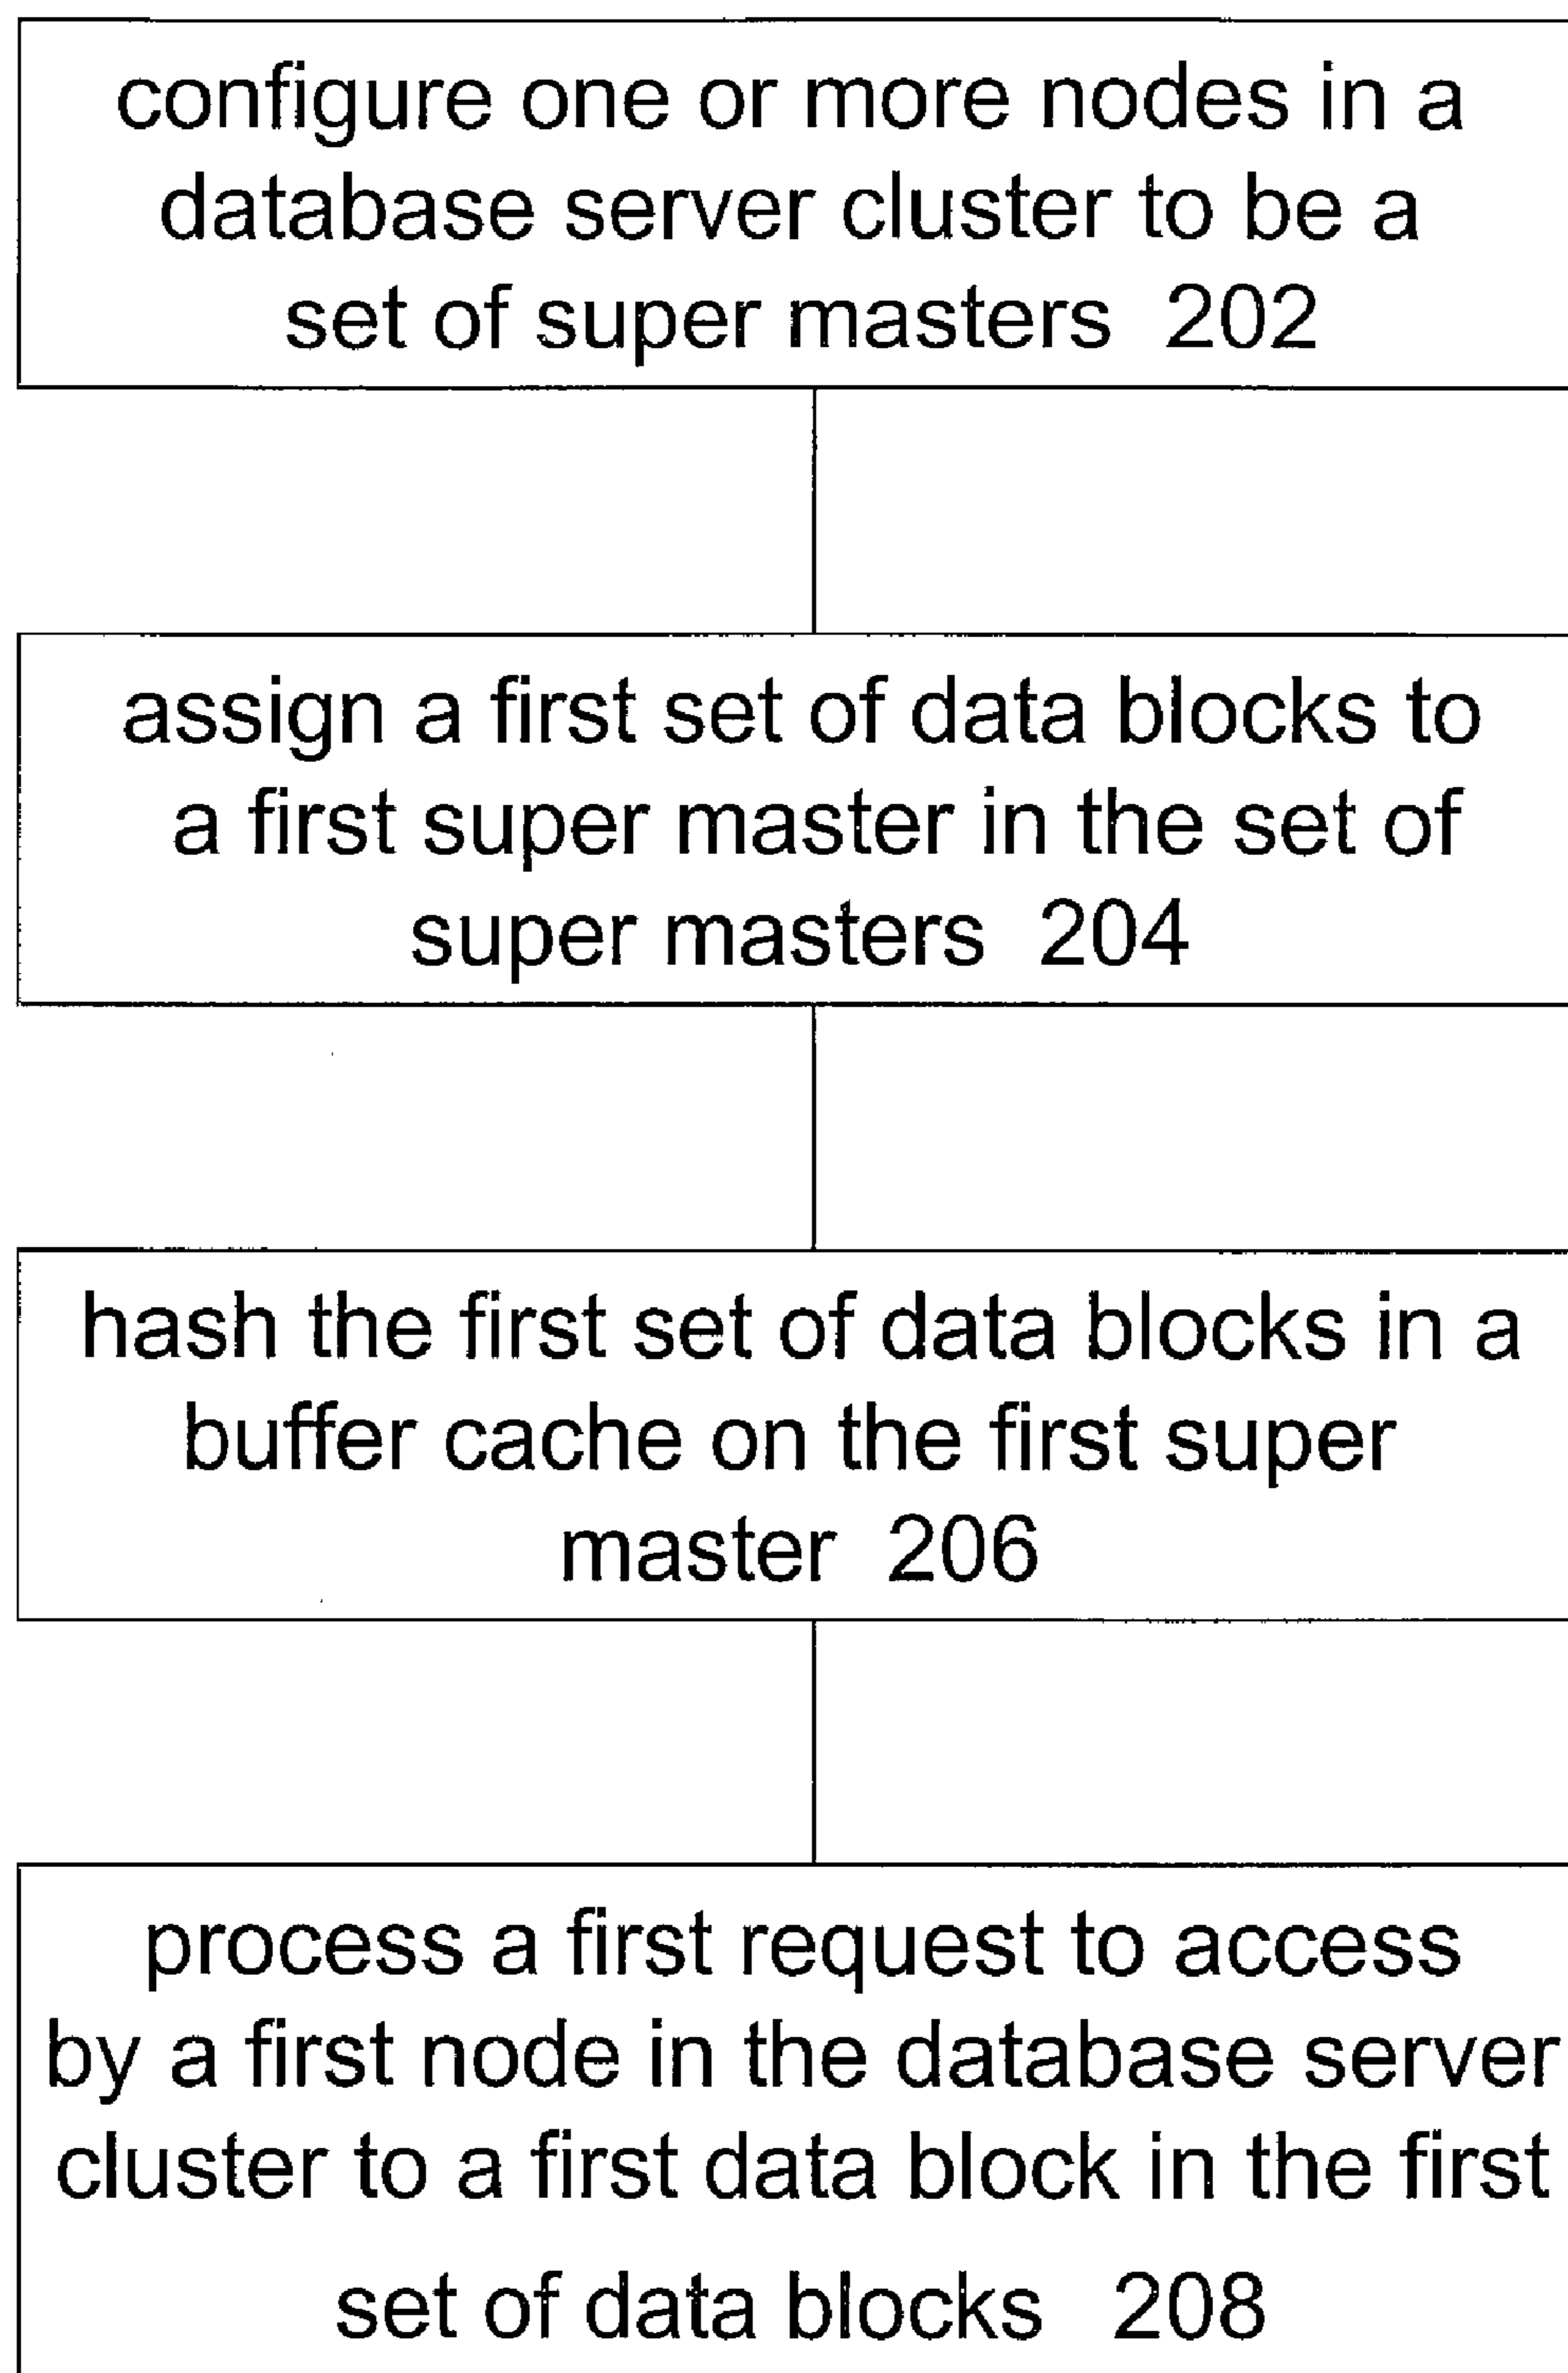 configure one or more nodes in a
database server cluster to be a
set of super masters 202
assign a first set of data blocks to
a first super master in the set of
super masters 204
hash the first set of data blocks in a
buffer cache on the first super
master 206
process a first request to access
by a first node in the database server
cluster to a first data block in the first
set of data blocks 208